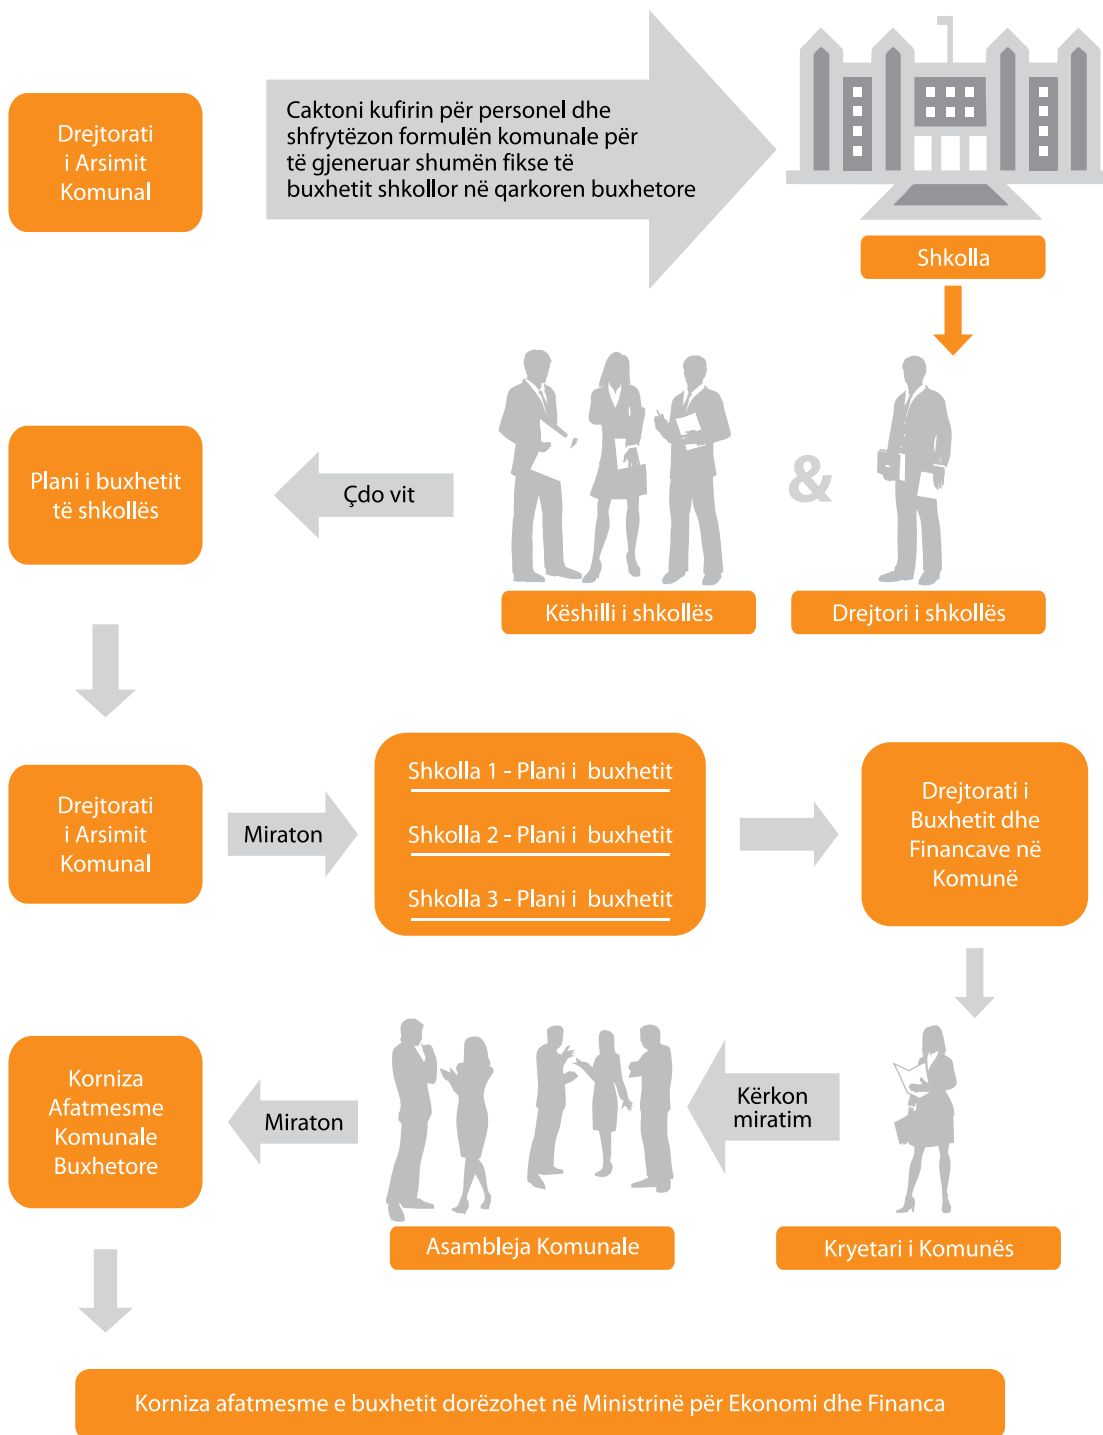 Drejtorati
i Arsimit
Komunal
Caktoni kufirin për personel dhe
shfrytëzon formulën komunale për
të gjeneruar shumën fikse të
buxhetit shkollor në qarkoren buxhetore
Shkolla
Plani i buxhetit
të shkollës
Çdo vit
&
Këshilli i shkollës
Drejtori i shkollës
Drejtorati
i Arsimit
Komunal
Miraton
Shkolla 1 - Plani i buxhetit
Shkolla 2 - Plani i buxhetit
Shkolla 3 - Plani i buxhetit
Drejtorati i
Buxhetit dhe
Financave në
Komunë
Korniza
Afatmesme
Komunale
Buxhetore
Miraton
Kërkon
miratim
Asambleja Komunale
Kryetari i Komunës
Korniza afatmesme e buxhetit dorëzohet në Ministrinë për Ekonomi dhe Financa